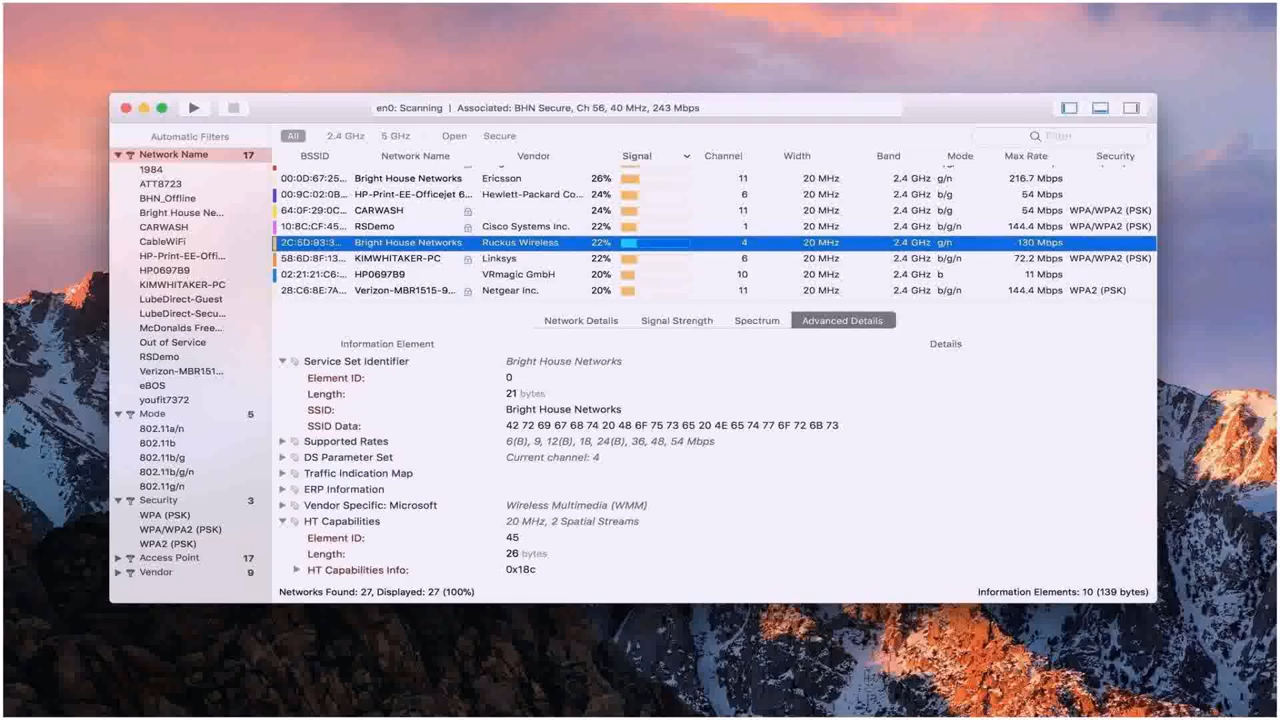 en0: Scanning | Associated: BHN Secure, Ch 56, 40 MHz, 243 Mbps
Automatic Filters
Network Name 17
1984
ATT8723
BHN_Offline
Bright House Ne...
CARWASH
CableWiFi
HP-Print-EE-Offi...
HP0697B9
KIMWHITAKER-PC
LubeDirect-Guest
LubeDirect-Secu...
McDonalds Free...
Out of Service
RSDemo
Verizon-MBR151...
eBOS
youfit7372
Mode 5
802.11a/n
802.11b
802.11b/g
802.11b/g/n
802.11g/n
Security 3
WPA (PSK)
WPA/WPA2 (PSK)
WPA2 (PSK)
Access Point 17
Vendor 9
All 2.4 GHz 5 GHz Open Secure Filter
BSSID Network Name Vendor Signal Channel Width Band Mode Max Rate Security
00:0D:67:25... Bright House Networks Ericsson 26% 11 20 MHz 2.4 GHz g/n 216.7 Mbps
00:9C:02:0B... HP-Print-EE-Officejet 6... Hewlett-Packard Co... 24% 6 20 MHz 2.4 GHz b/g 54 Mbps
64:0F:29:0C... CARWASH 24% 11 20 MHz 2.4 GHz b/g 54 Mbps WPA/WPA2 (PSK)
10:8C:CF:45... RSDemo Cisco Systems Inc. 22% 1 20 MHz 2.4 GHz b/g/n 144.4 Mbps WPA/WPA2 (PSK)
2C:5D:93:3... Bright House Networks Ruckus Wireless 22% 4 20 MHz 2.4 GHz g/n 130 Mbps
58:6D:8F:13... KIMWHITAKER-PC Linksys 22% 6 20 MHz 2.4 GHz b/g/n 72.2 Mbps WPA/WPA2 (PSK)
02:21:21:C6:... HP0697B9 VRmagic GmbH 20% 10 20 MHz 2.4 GHz b 11 Mbps
28:C6:8E:7A... Verizon-MBR1515-9... Netgear Inc. 20% 11 20 MHz 2.4 GHz b/g/n 144.4 Mbps WPA2 (PSK)
Network Details Signal Strength Spectrum Advanced Details
Information Element Details
Service Set Identifier Bright House Networks
Element ID: 0
Length: 21 bytes
SSID: Bright House Networks
SSID Data: 42 72 69 67 68 74 20 48 6F 75 73 65 20 4E 65 74 77 6F 72 6B 73
Supported Rates 6(B), 9, 12(B), 18, 24(B), 36, 48, 54 Mbps
DS Parameter Set Current channel: 4
Traffic Indication Map
ERP Information
Vendor Specific: Microsoft Wireless Multimedia (WMM)
HT Capabilities 20 MHz, 2 Spatial Streams
Element ID: 45
Length: 26 bytes
HT Capabilities Info: 0x18c
Networks Found: 27, Displayed: 27 (100%) Information Elements: 10 (139 bytes)